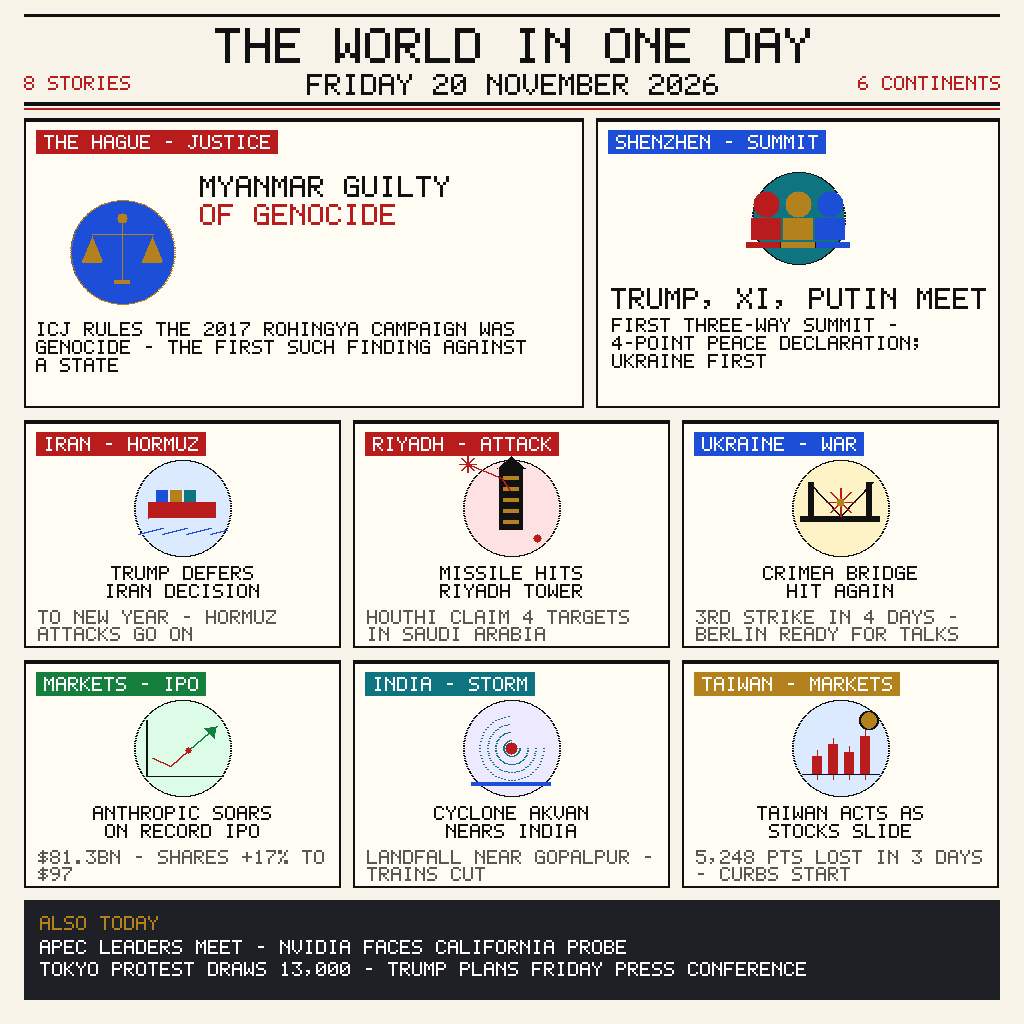 THE WORLD IN ONE DAY
8 STORIES
FRIDAY 20 NOVEMBER 2026
6 CONTINENTS
THE HAGUE - JUSTICE
MYANMAR GUILTY
OF GENOCIDE
ICJ RULES THE 2017 ROHINGYA CAMPAIGN WAS
GENOCIDE - THE FIRST SUCH FINDING AGAINST
A STATE
SHENZHEN - SUMMIT
TRUMP, XI, PUTIN MEET
FIRST THREE-WAY SUMMIT -
4-POINT PEACE DECLARATION;
UKRAINE FIRST
IRAN - HORMUZ
TRUMP DEFERS
IRAN DECISION
TO NEW YEAR - HORMUZ
ATTACKS GO ON
RIYADH - ATTACK
MISSILE HITS
RIYADH TOWER
HOUTHI CLAIM 4 TARGETS
IN SAUDI ARABIA
UKRAINE - WAR
CRIMEA BRIDGE
HIT AGAIN
3RD STRIKE IN 4 DAYS -
BERLIN READY FOR TALKS
MARKETS - IPO
ANTHROPIC SOARS
ON RECORD IPO
$81.3BN - SHARES +17% TO
$97
INDIA - STORM
CYCLONE AKVAN
NEARS INDIA
LANDFALL NEAR GOPALPUR -
TRAINS CUT
TAIWAN - MARKETS
TAIWAN ACTS AS
STOCKS SLIDE
5,248 PTS LOST IN 3 DAYS
- CURBS START
ALSO TODAY
APEC LEADERS MEET - NVIDIA FACES CALIFORNIA PROBE
TOKYO PROTEST DRAWS 13,000 - TRUMP PLANS FRIDAY PRESS CONFERENCE